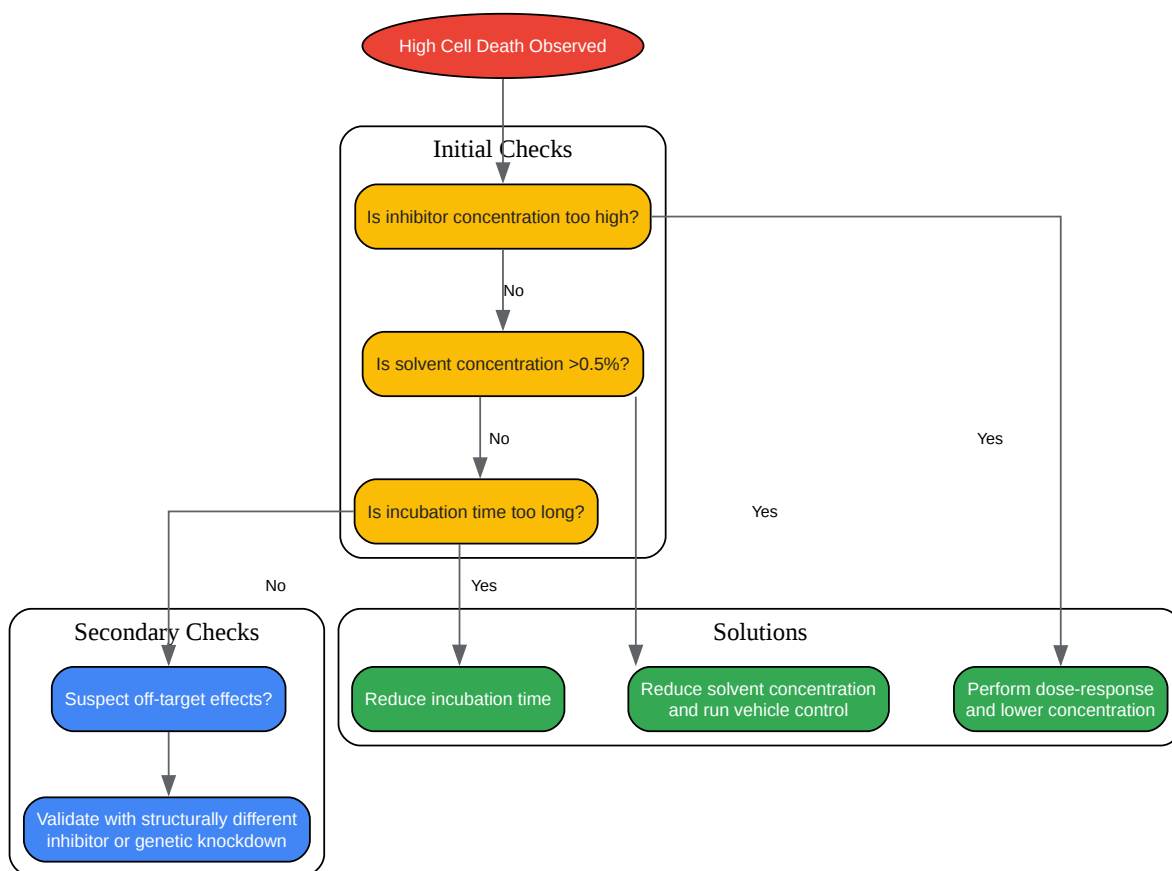 High Cell Death Observed
Initial Checks
Is inhibitor concentration too high?
No
Is solvent concentration >0.5%?
No
Yes
Is incubation time too long?
Yes
No
Yes
Secondary Checks
Solutions
Suspect off-target effects?
Reduce incubation time
Reduce solvent concentration
and run vehicle control
Perform dose-response
and lower concentration
Validate with structurally different
inhibitor or genetic knockdown